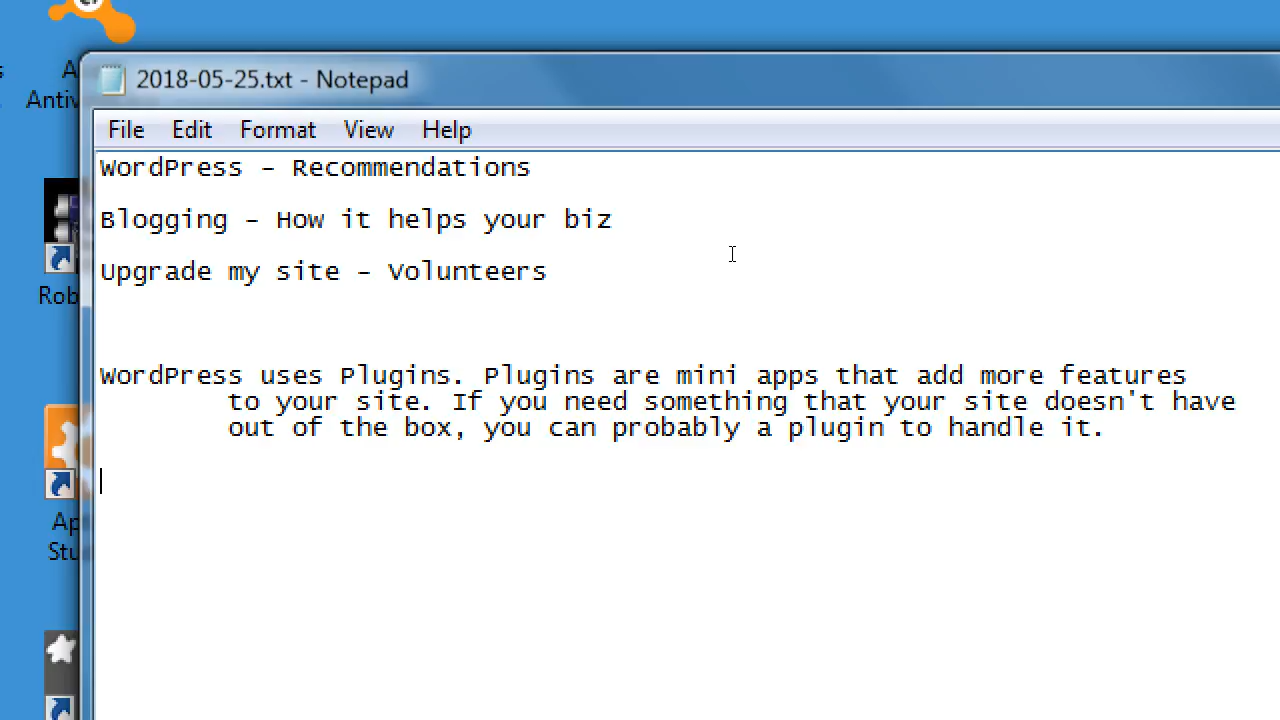 2018-05-25.txt - Notepad
File Edit Format View Help
WordPress - Recommendations
Blogging - How it helps your biz
Upgrade my site - Volunteers
WordPress uses Plugins. Plugins are mini apps that add more features
to your site. If you need something that your site doesn't have
out of the box, you can probably a plugin to handle it.